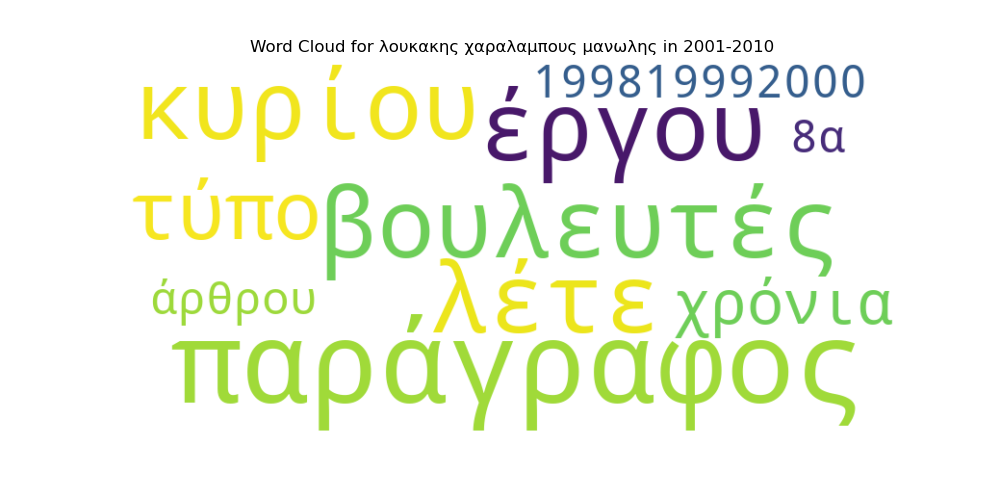 Word Cloud for λουκακης χαραλαμπους μανωλης in 2001-2010
κυρίου
έργου
199819992000
8α
τύπο
βουλευτές
άρθρου
λέτε
χρόνια
παράγραφος